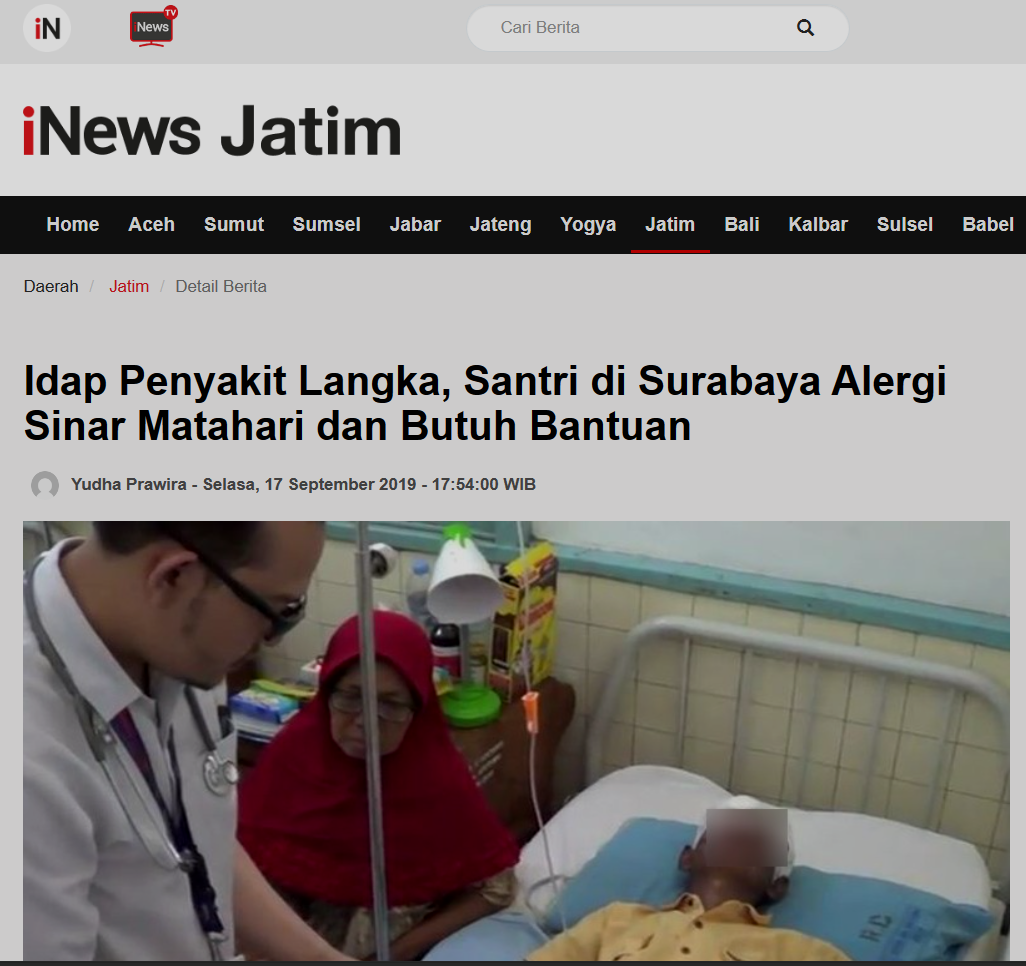 iN
News TV
Cari Berita
iNews Jatim
Home Aceh Sumut Sumsel Jabar Jateng Yogya Jatim Bali Kalbar Sulsel Babel
Daerah / Jatim / Detail Berita
Idap Penyakit Langka, Santri di Surabaya Alergi
Sinar Matahari dan Butuh Bantuan
Yudha Prawira - Selasa, 17 September 2019 - 17:54:00 WIB